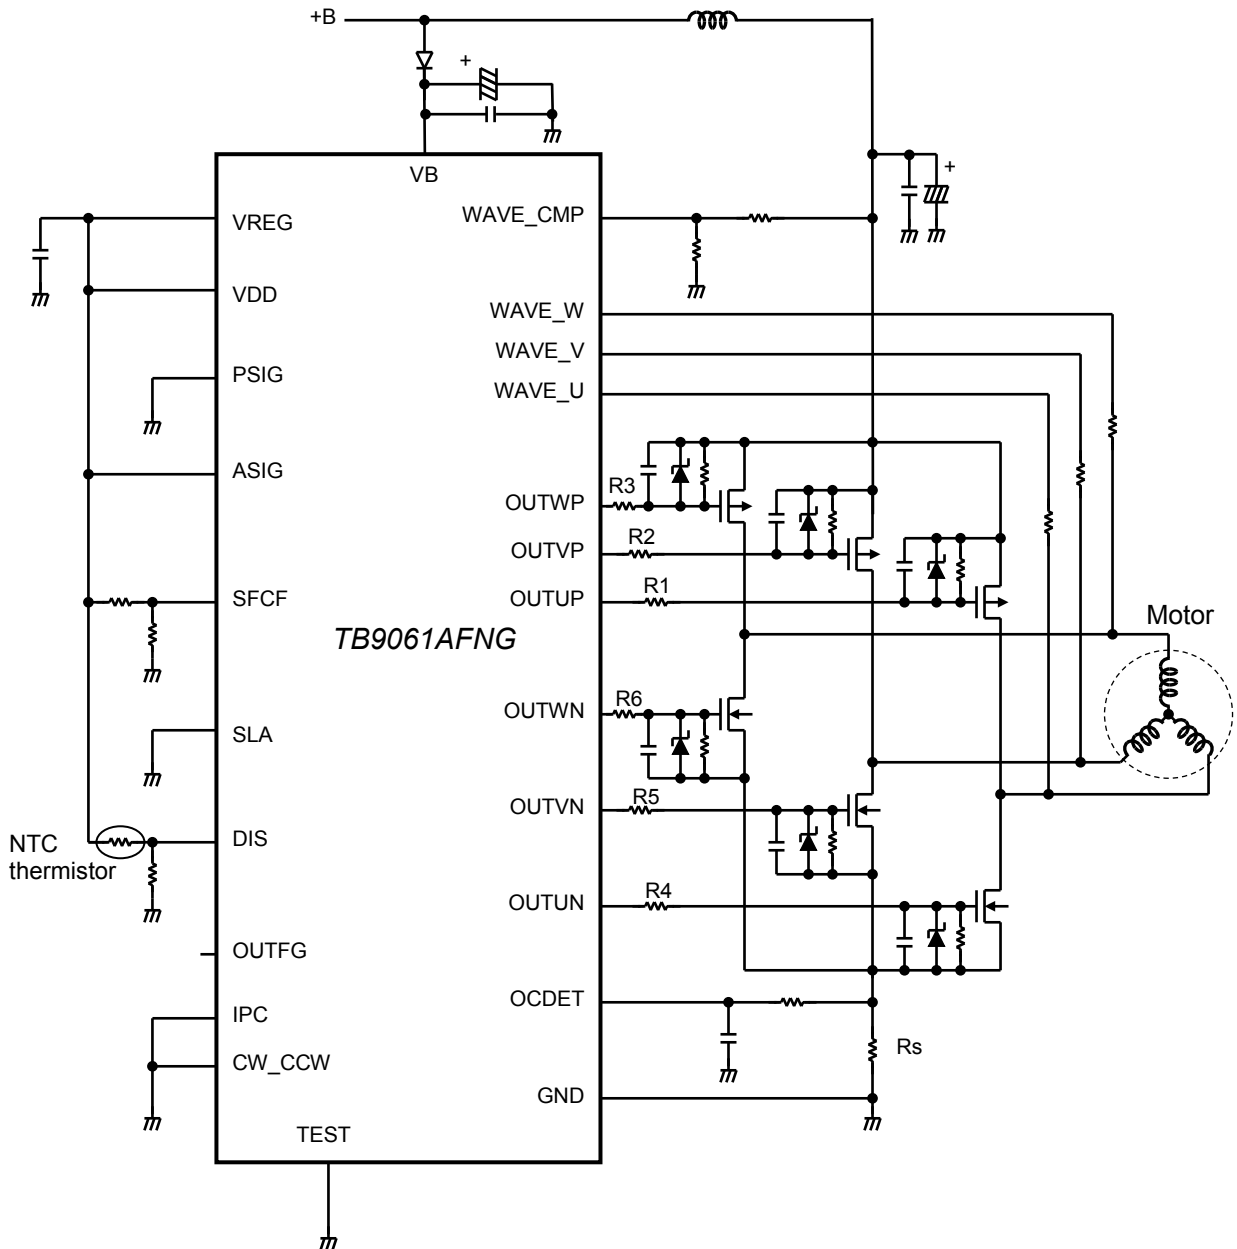 +B
+
VB
+
VREG
WAVE_CMP
VDD
WAVE_W
WAVE_V
PSIG
WAVE_U
ASIG
R3
OUTWP
R2
OUTVP
R1
SFCF
OUTUP
Motor
TB9061AFNG
R6
OUTWN
SLA
R5
OUTVN
NTC
thermistor
DIS
R4
OUTUN
OUTFG
OCDET
IPC
Rs
CW_CCW
GND
TEST